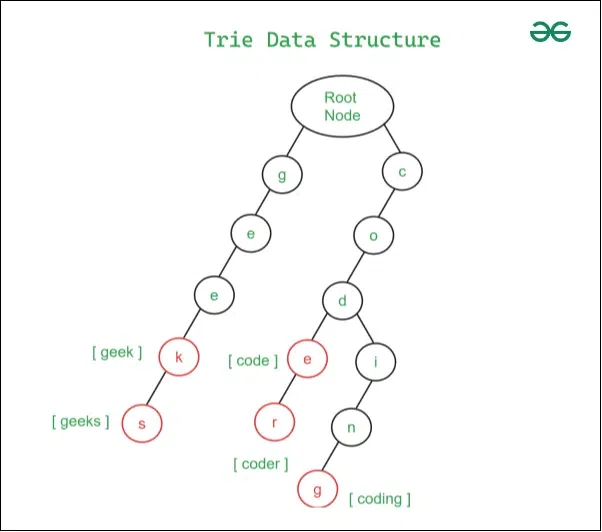 Trie Data Structure
Root
Node
g
c
e
o
e
d
[ geek ]
k
[ code ]
e
i
[ geeks ]
s
r
n
[ coder ]
g
[ coding ]